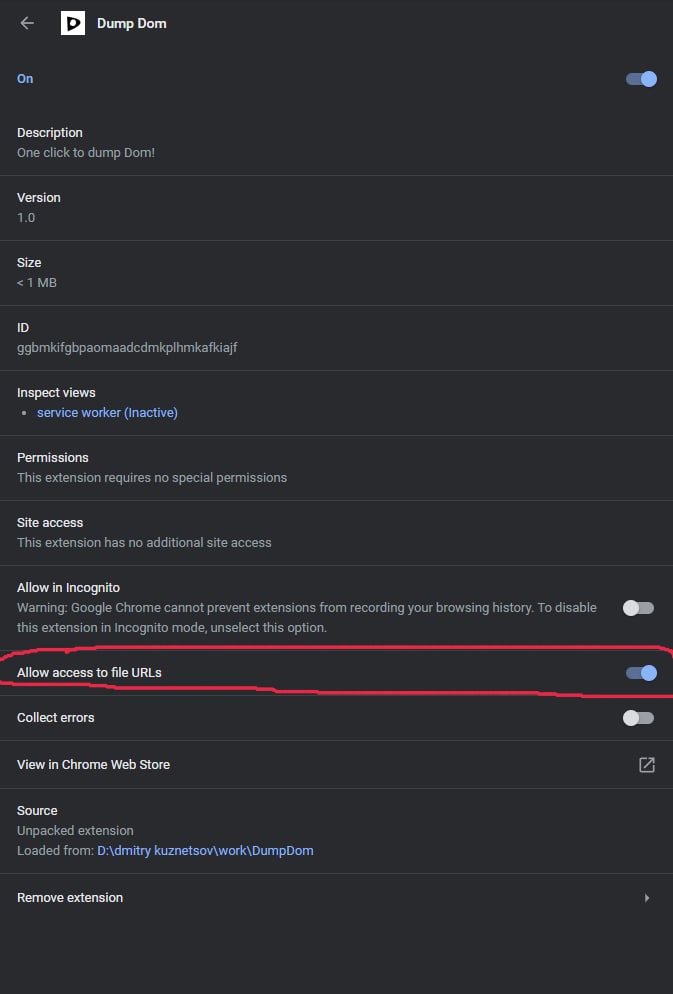 Dump Dom
On
Description
One click to dump Dom!
Version
1.0
Size
< 1 MB
ID
ggbmkifgbpaomaadcdmkplhmkafkiajf
Inspect views
• service worker (Inactive)
Permissions
This extension requires no special permissions
Site access
This extension has no additional site access
Allow in Incognito
Warning: Google Chrome cannot prevent extensions from recording your browsing history. To disable
this extension in Incognito mode, unselect this option.
Allow access to file URLs
Collect errors
View in Chrome Web Store
Source
Unpacked extension
Loaded from: D:\dmitry kuznetsov\work\DumpDom
Remove extension